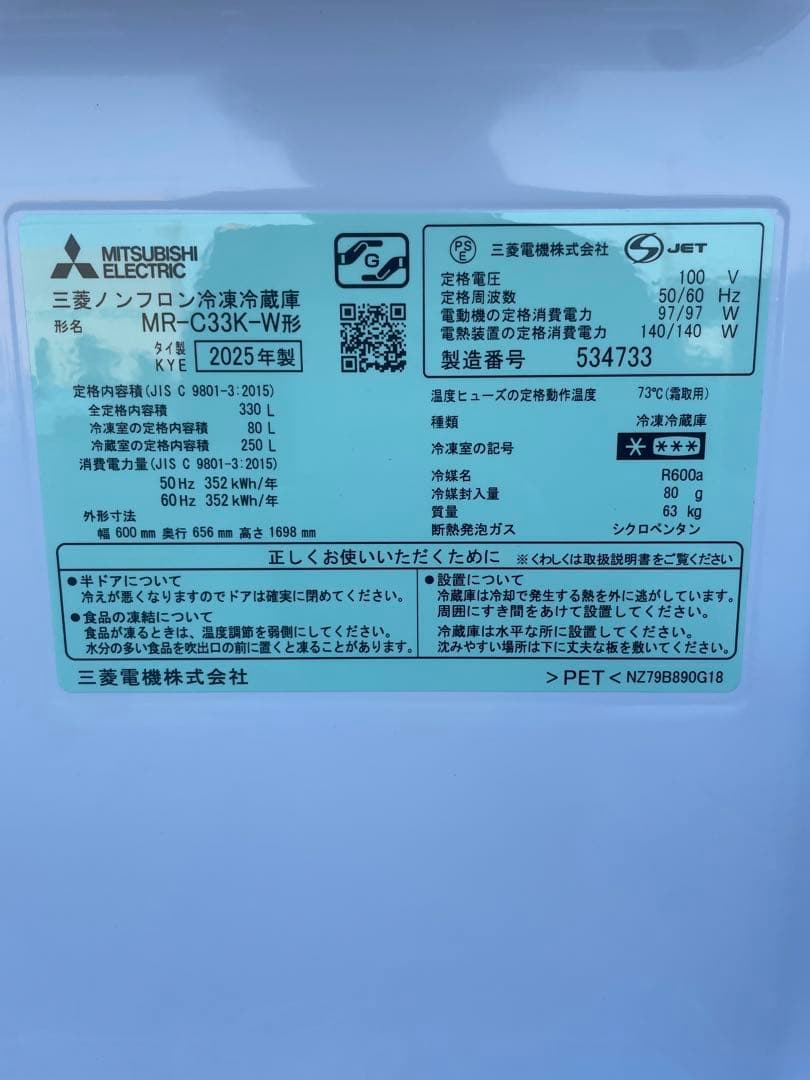 MITSUBISHI
ELECTRIC
G
三菱ノンフロン冷凍冷蔵庫
形名 MR-C33K-W形
タイ製
KYE 2025年製
定格内容積(JIS C 9801-3:2015)
全定格内容積 330 L
冷凍室の定格内容積 80 L
冷蔵室の定格内容積 250 L
消費電力量(JIS C 9801-3:2015)
50Hz 352 kWh/年
60Hz 352 kWh/年
外形寸法
幅 600 mm 奥行 656 mm 高さ 1698 mm
PSE 三菱電機株式会社 S JET
定格電圧 100 V
定格周波数 50/60 Hz
電動機の定格消費電力 97/97 W
電熱装置の定格消費電力 140/140 W
製造番号 534733
温度ヒューズの定格動作温度 73℃(霜取用)
種類 冷凍冷蔵庫
冷凍室の記号 * ***
冷媒名 R600a
冷媒封入量 80 g
質量 63 kg
断熱発泡ガス シクロペンタン
正しくお使いいただくために ※くわしくは取扱説明書をご覧ください
●半ドアについて
冷えが悪くなりますのでドアは確実に閉めてください。
●食品の凍結について
食品が凍るときは、温度調節を弱側にしてください。
水分の多い食品を吹出口の前に置くと凍ることがあります。
●設置について
冷蔵庫は冷却で発生する熱を外に逃がしています。
周囲にすき間をあけて設置してください。
冷蔵庫は水平な所に設置してください。
沈みやすい場所は下に丈夫な板を敷いてください。
三菱電機株式会社 >PET< NZ79B890G18